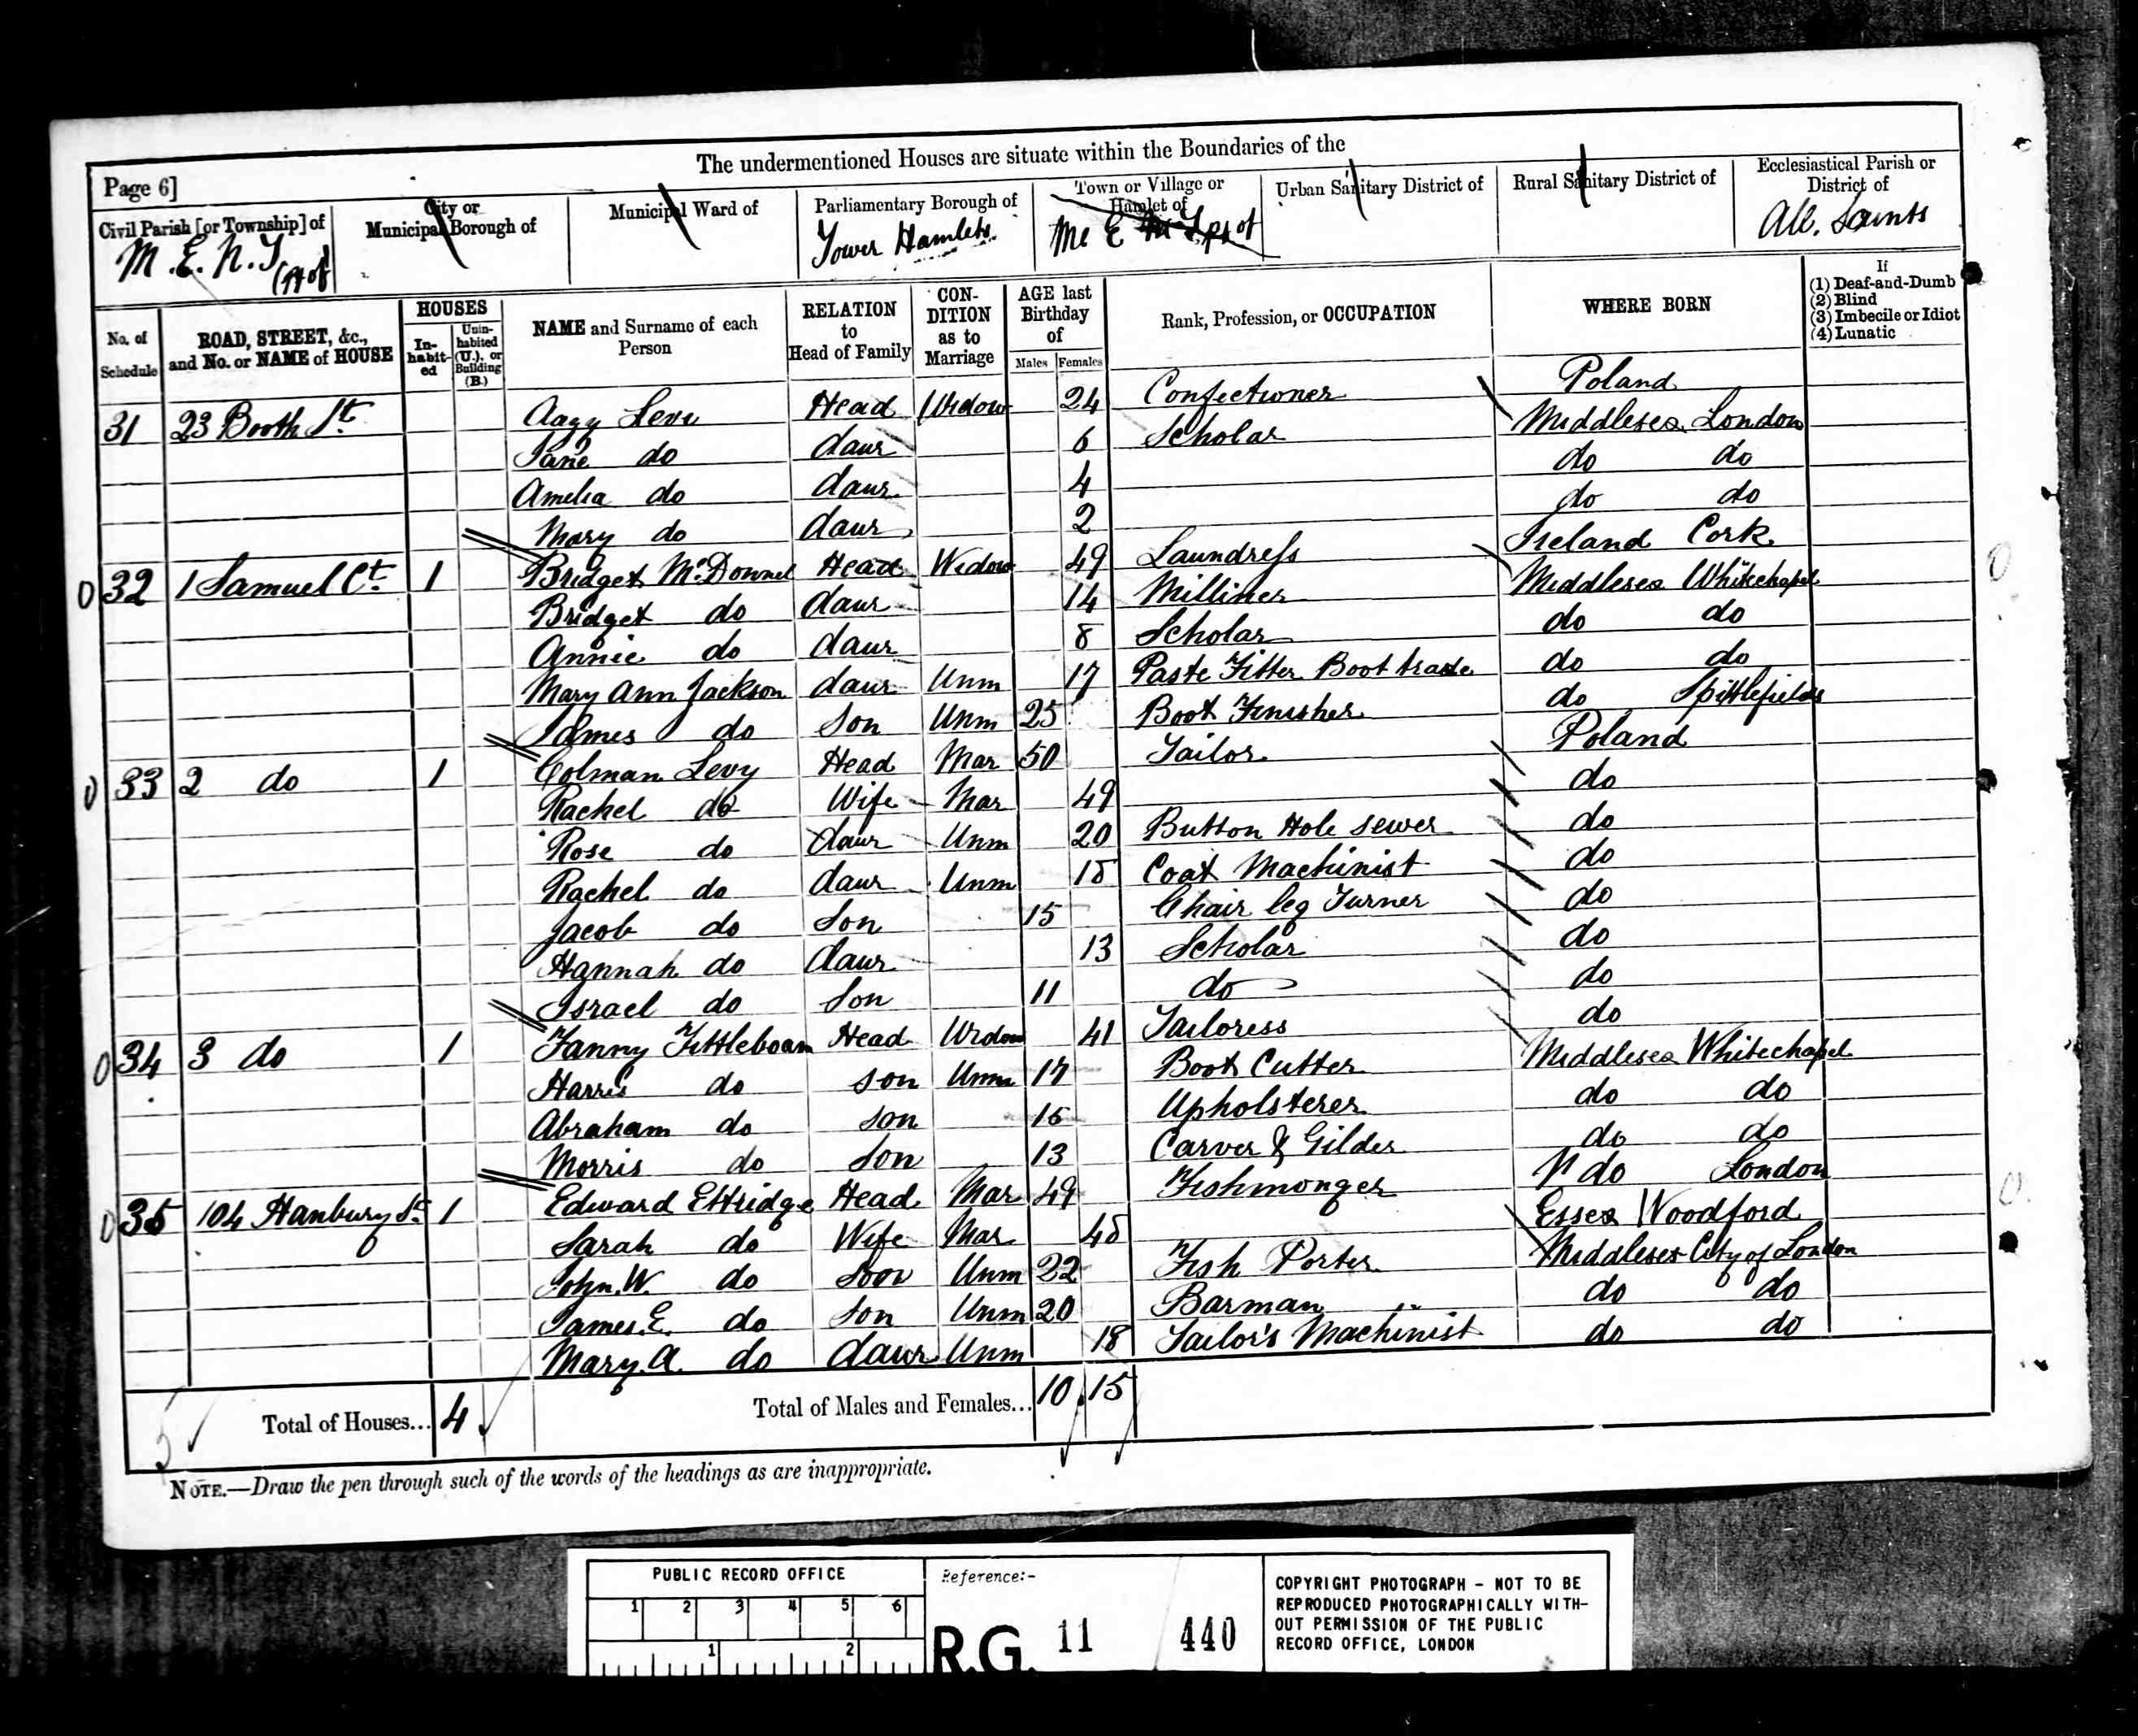 The undermentioned Houses are situate within the Boundaries of the
Page 6]
Civil Parish [or Township] of
M.E.N.T. (Pt of
City or Municipal Borough of
Municipal Ward of
Parliamentary Borough of
Tower Hamlets
Town or Village or Hamlet of
Urban Sanitary District of
Rural Sanitary District of
Ecclesiastical Parish or District of
All Saints
No. of Schedule
ROAD, STREET, &c., and No. or NAME of HOUSE
HOUSES
In-habit-ed
Unin-habited (U.), or Building (B.)
NAME and Surname of each Person
RELATION to Head of Family
CON-DITION as to Marriage
AGE last Birthday of
Males Females
Rank, Profession, or OCCUPATION
WHERE BORN
If
(1) Deaf-and-Dumb
(2) Blind
(3) Imbecile or Idiot
(4) Lunatic
31 23 Booth St. Levi Head Widow 24 Confectioner Poland
Jane do daur 6 Scholar Middlesex London
Amelia do daur 4 do do
Mary do daur 2 do do
0 32 1 Samuel Ct. 1 Bridget McDonnel Head Widow 49 Laundress Ireland Cork
Bridget do daur 14 Milliner Middlesex Whitechapel
Annie do daur 8 Scholar do do
Mary Ann Jackson daur Unm 17 Paste Fitter Boot trade do do
James do Son Unm 25 Boot Finisher do Spittlefields
0 33 2 do 1 Colman Levy Head Mar 50 Tailor Poland
Rachel do Wife Mar 49 do
Rose do daur Unm 20 Button Hole sewer do
Rachel do daur Unm 18 Coat Machinist do
Jacob do Son 15 Chair leg Turner do
Hannah do daur 13 Scholar do
Israel do Son 11 do do
0 34 3 do 1 Fanny Tittleboam Head Widow 41 Tailoress do
Harris do son Unm 17 Boot Cutter Middlesex Whitechapel
Abraham do son Upholsterer do do
Morris do Son 13 Carver & Gilder do do
0 35 104 Hanbury St. 1 Edward Ettridge Head Mar 49 Fishmonger do London
Sarah do Wife Mar 48 Essex Woodford
John. W. do Son Unm 22 Fish Porter Middlesex City of London
James. E. do Son Unm 20 Barman do do
Mary. A. do daur Unm 18 Tailor's Machinist do do
Total of Houses... 4 Total of Males and Females... 10 15
NOTE.—Draw the pen through such of the words of the headings as are inappropriate.
PUBLIC RECORD OFFICE
1 2 3 4 5 6
1 2
Reference:-
R.G. 11 440
COPYRIGHT PHOTOGRAPH - NOT TO BE
REPRODUCED PHOTOGRAPHICALLY WITH-
OUT PERMISSION OF THE PUBLIC
RECORD OFFICE, LONDON